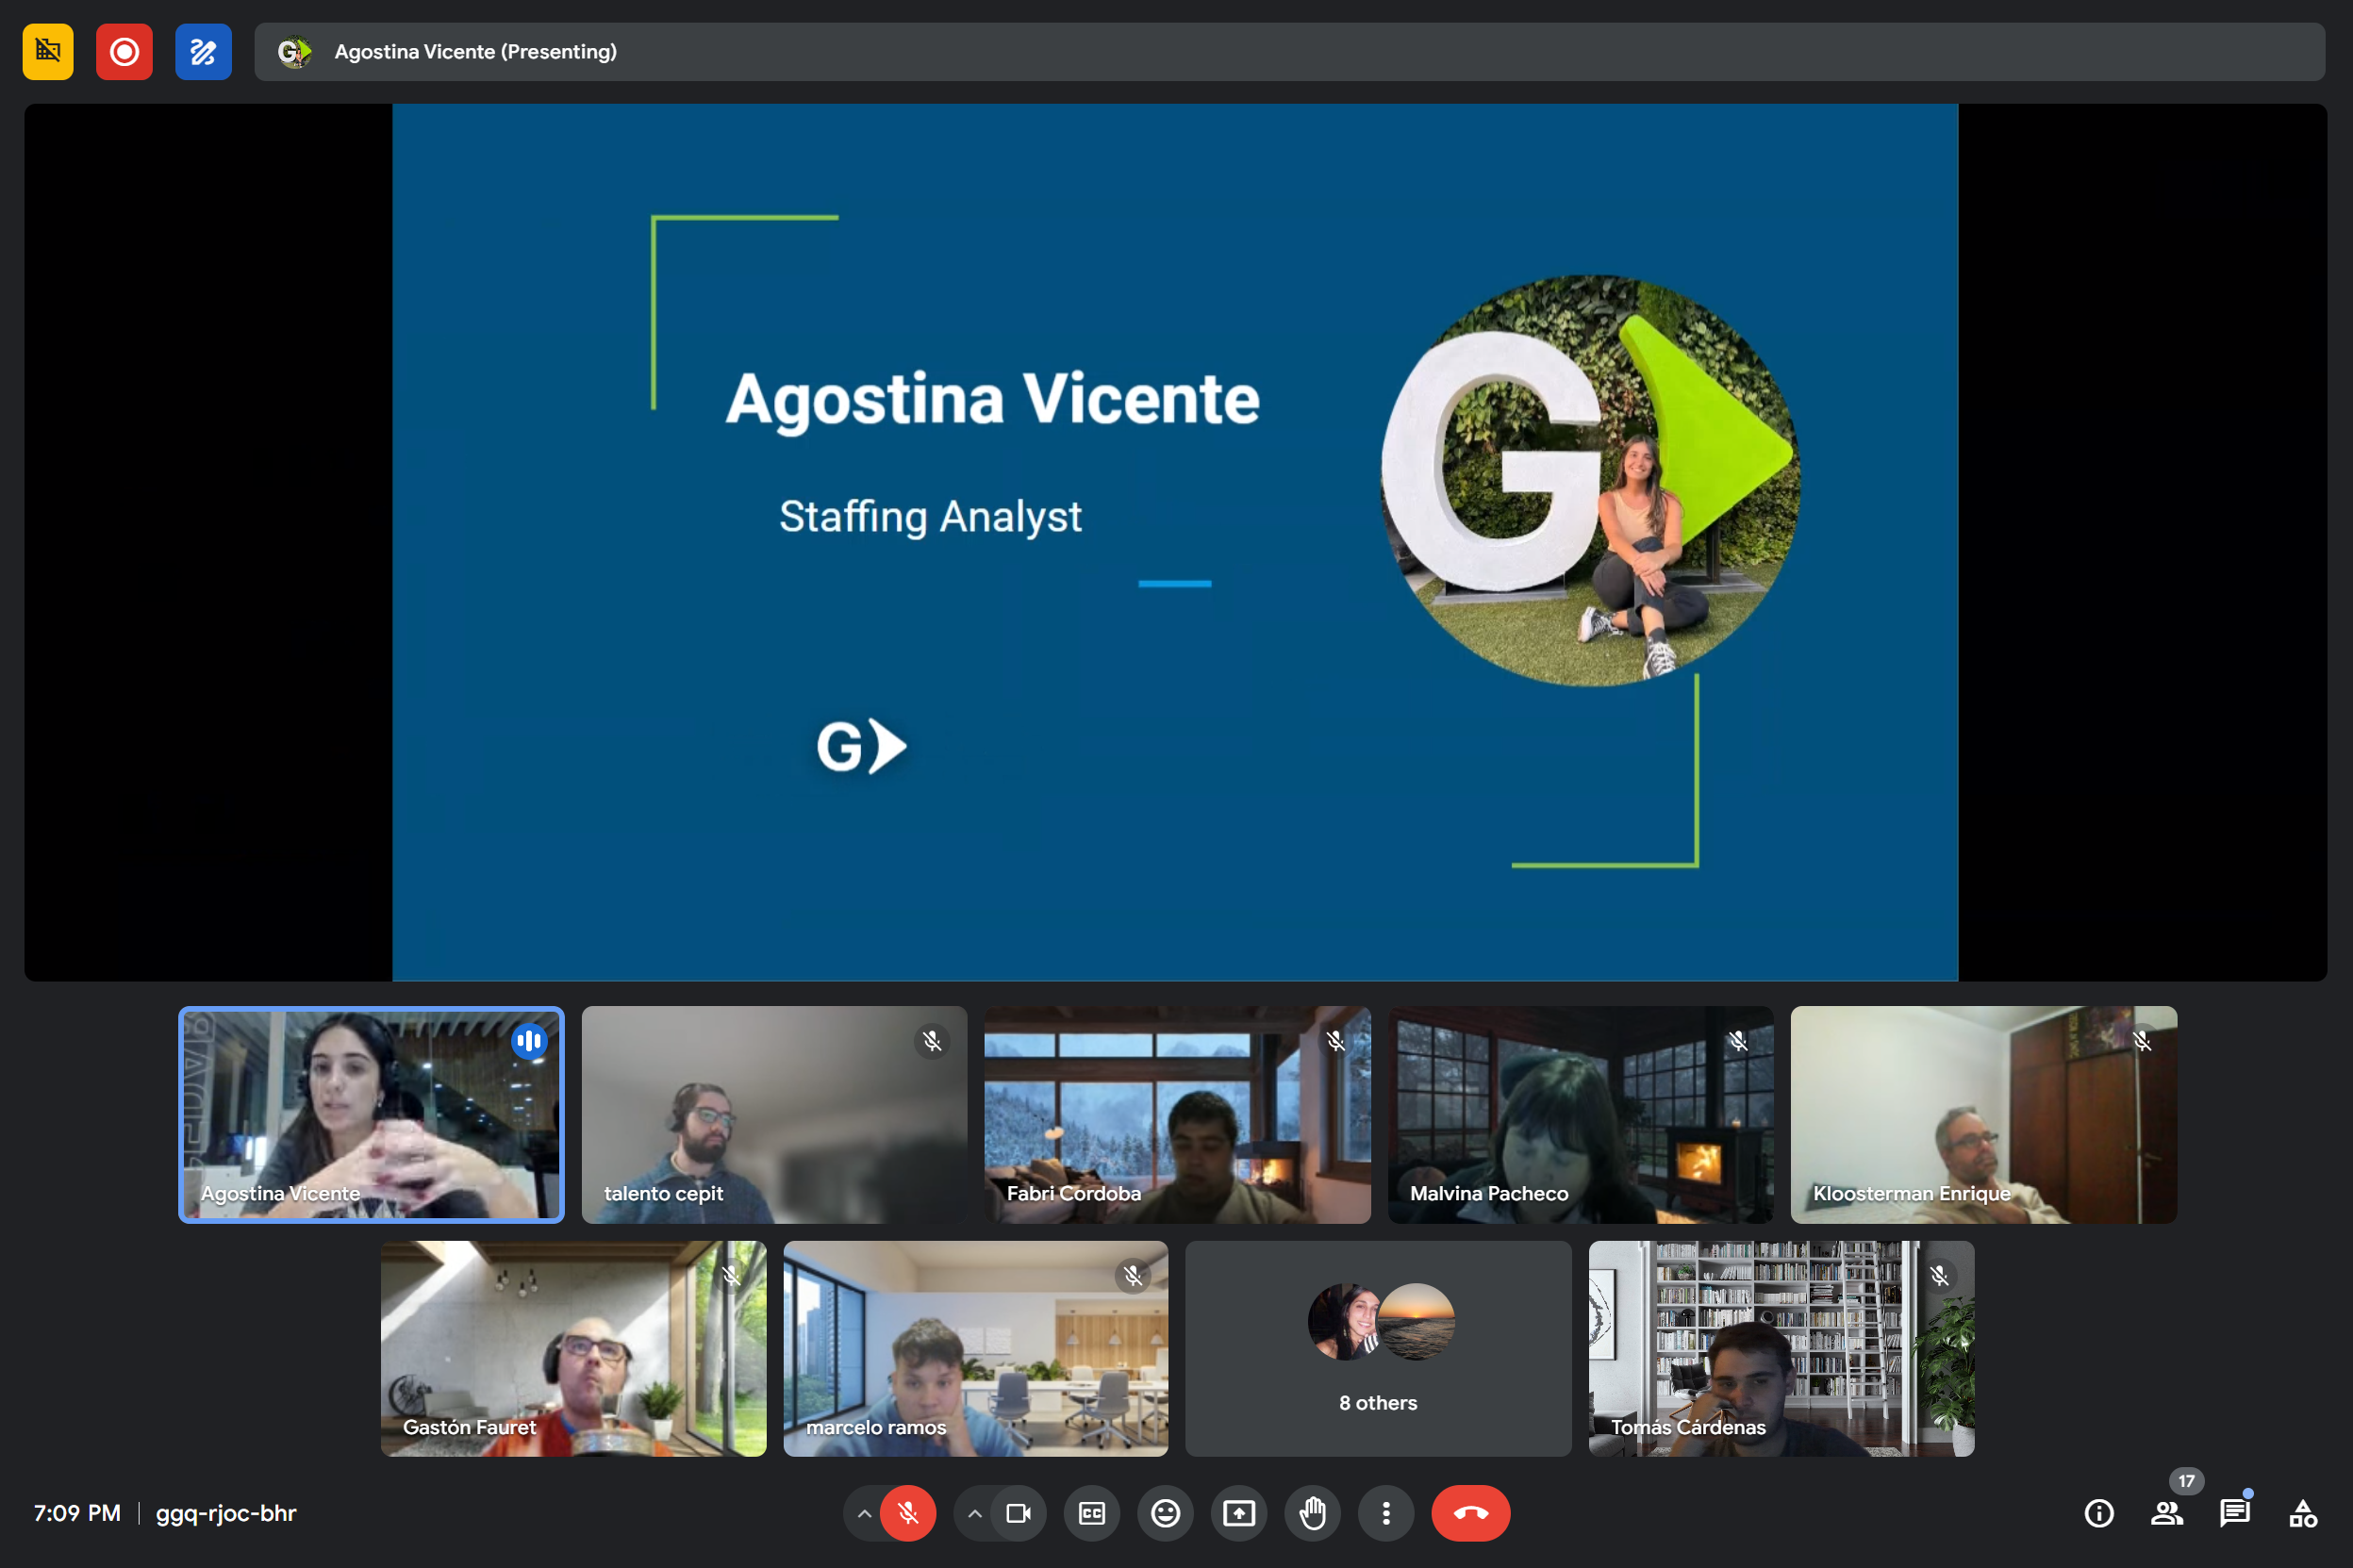 Agostina Vicente (Presenting)
Agostina Vicente
Staffing Analyst
G
Agostina Vicente
talento cepit
Fabri Cordoba
Malvina Pacheco
Kloosterman Enrique
Gastón Fauret
marcelo ramos
8 others
Tomás Cárdenas
7:09 PM
ggq-rjoc-bhr
CC
17